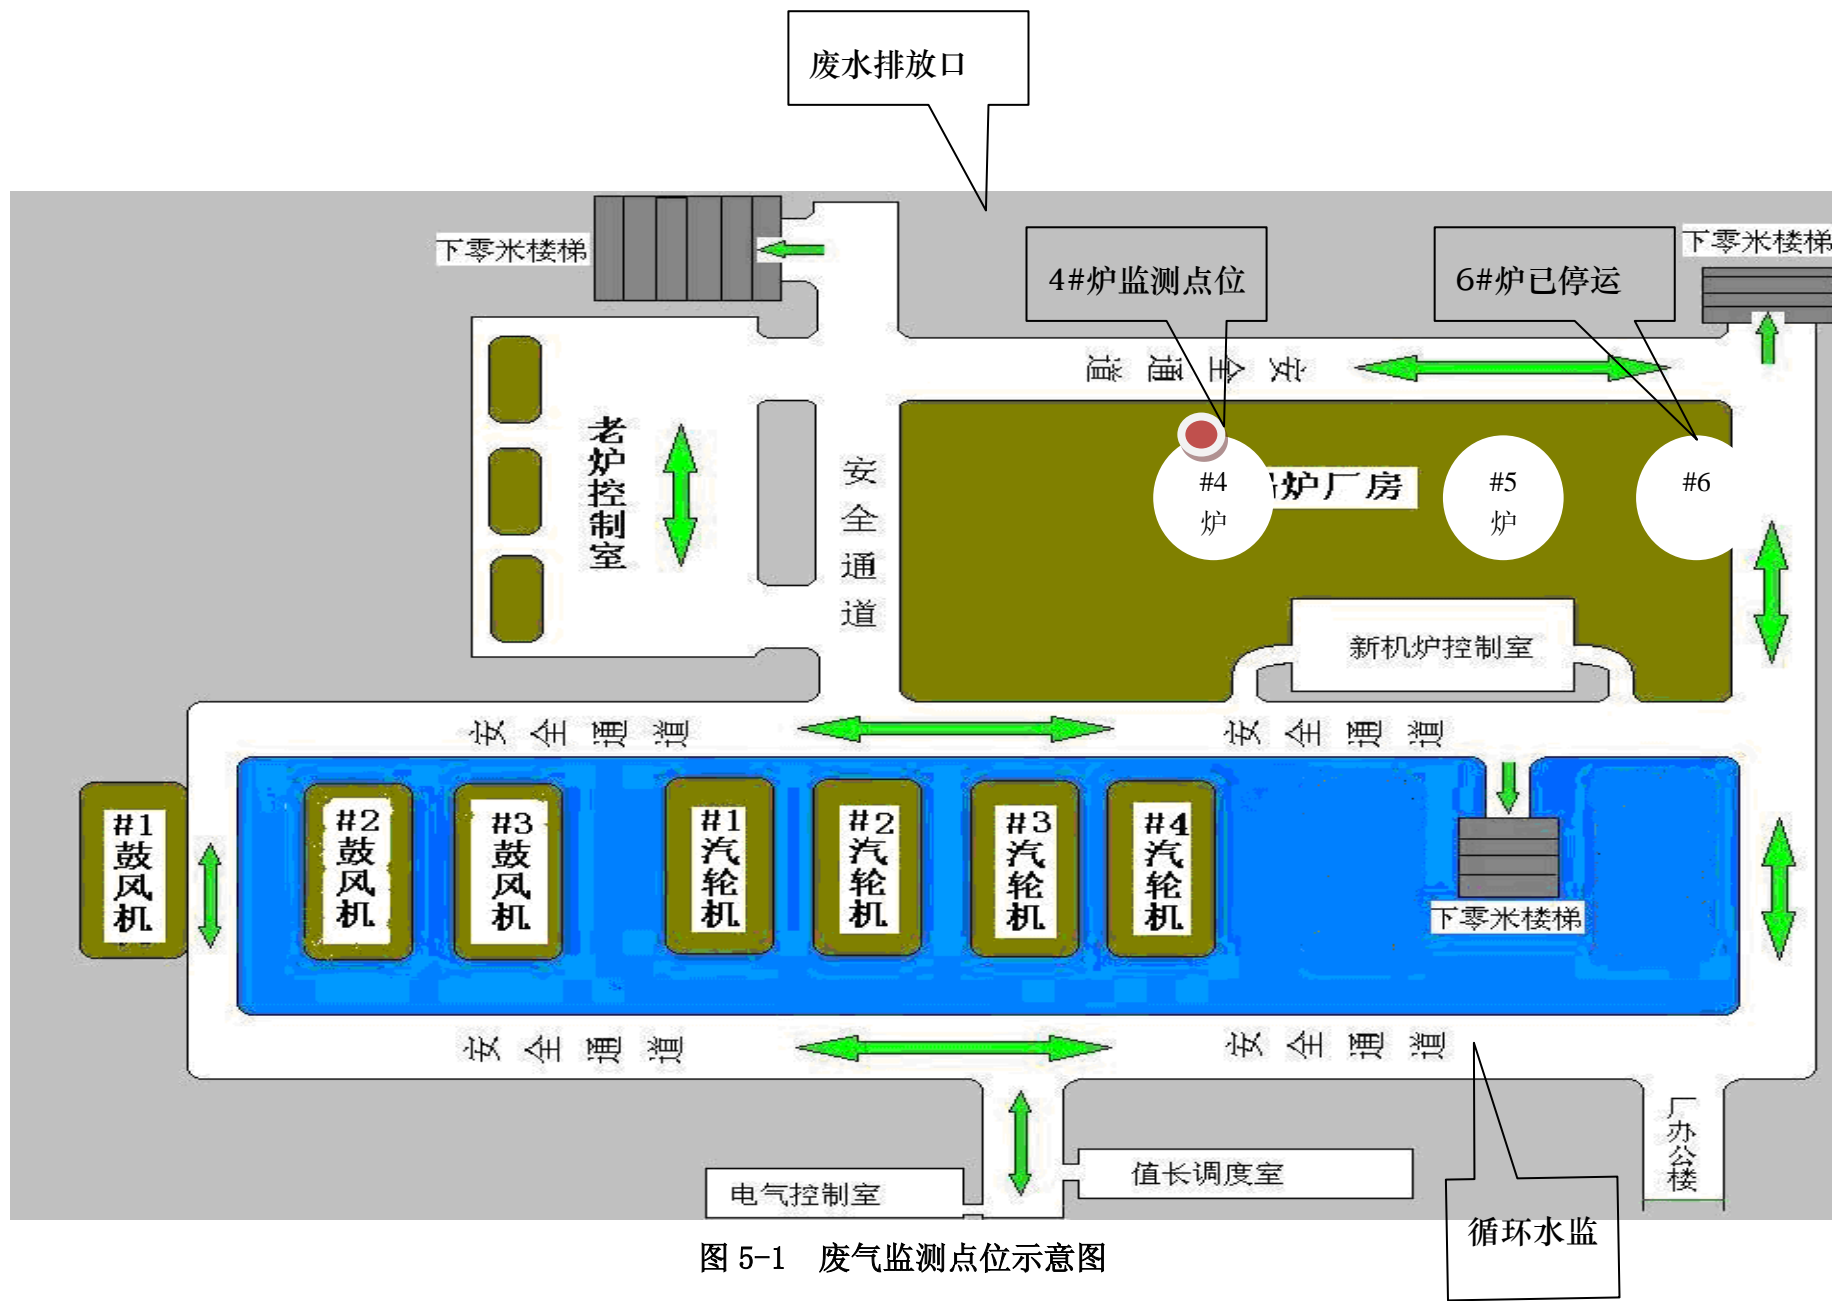 废水排放口
下零米楼梯
4#炉监测点位
6#炉已停运
下零米楼梯
安全通道
老炉控制室
安全通道
#4
炉
炉厂房
#5
炉
#6
新机炉控制室
安全通道
安全通道
#1鼓风机
#2鼓风机
#3鼓风机
#1汽轮机
#2汽轮机
#3汽轮机
#4汽轮机
下零米楼梯
安全通道
安全通道
厂办公楼
电气控制室
值长调度室
循环水监
图 5-1 废气监测点位示意图